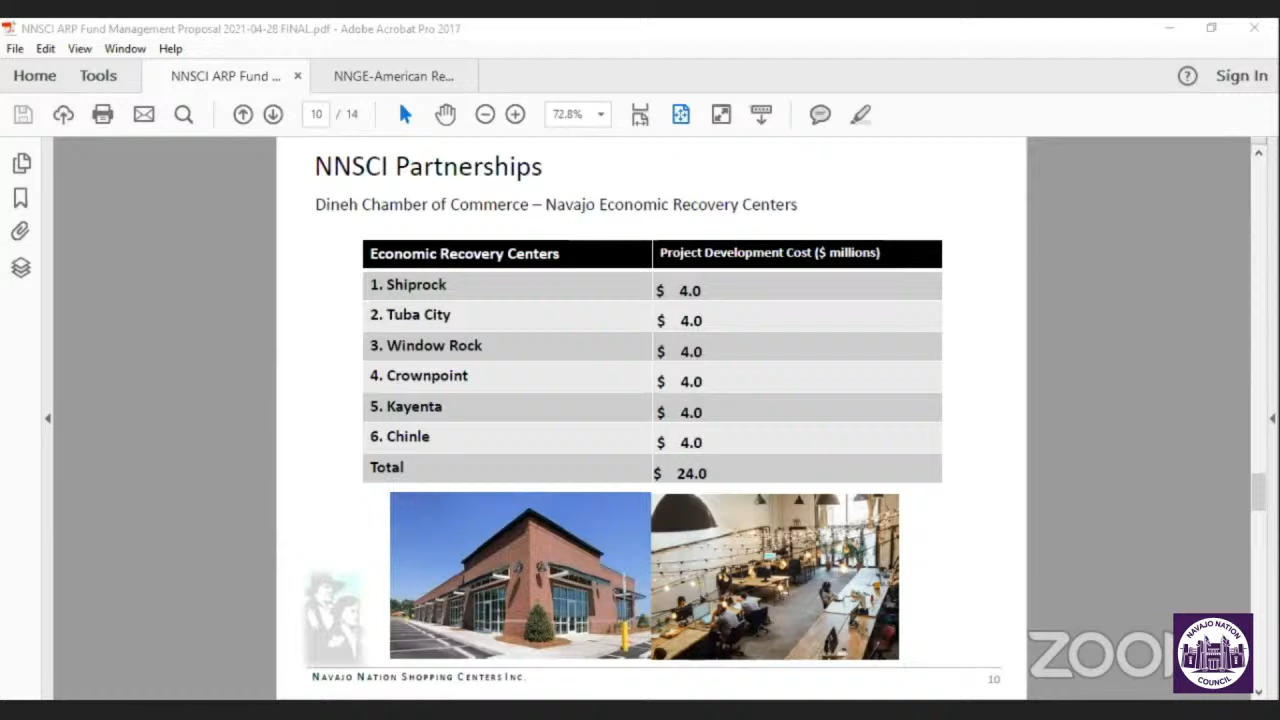 NNSCI ARP Fund Management Proposal 2021-04-28 FINAL.pdf - Adobe Acrobat Pro 2017
File Edit View Window Help
Home Tools NNSCI ARP Fund ... × NNGE-American Re... ? Sign In
10 / 14 72.8%
NNSCI Partnerships
Dineh Chamber of Commerce – Navajo Economic Recovery Centers
Economic Recovery Centers Project Development Cost ($ millions)
1. Shiprock $ 4.0
2. Tuba City $ 4.0
3. Window Rock $ 4.0
4. Crownpoint $ 4.0
5. Kayenta $ 4.0
6. Chinle $ 4.0
Total $ 24.0
NAVAJO NATION SHOPPING CENTERS INC. 10
ZOO
NAVAJO NATION
COUNCIL